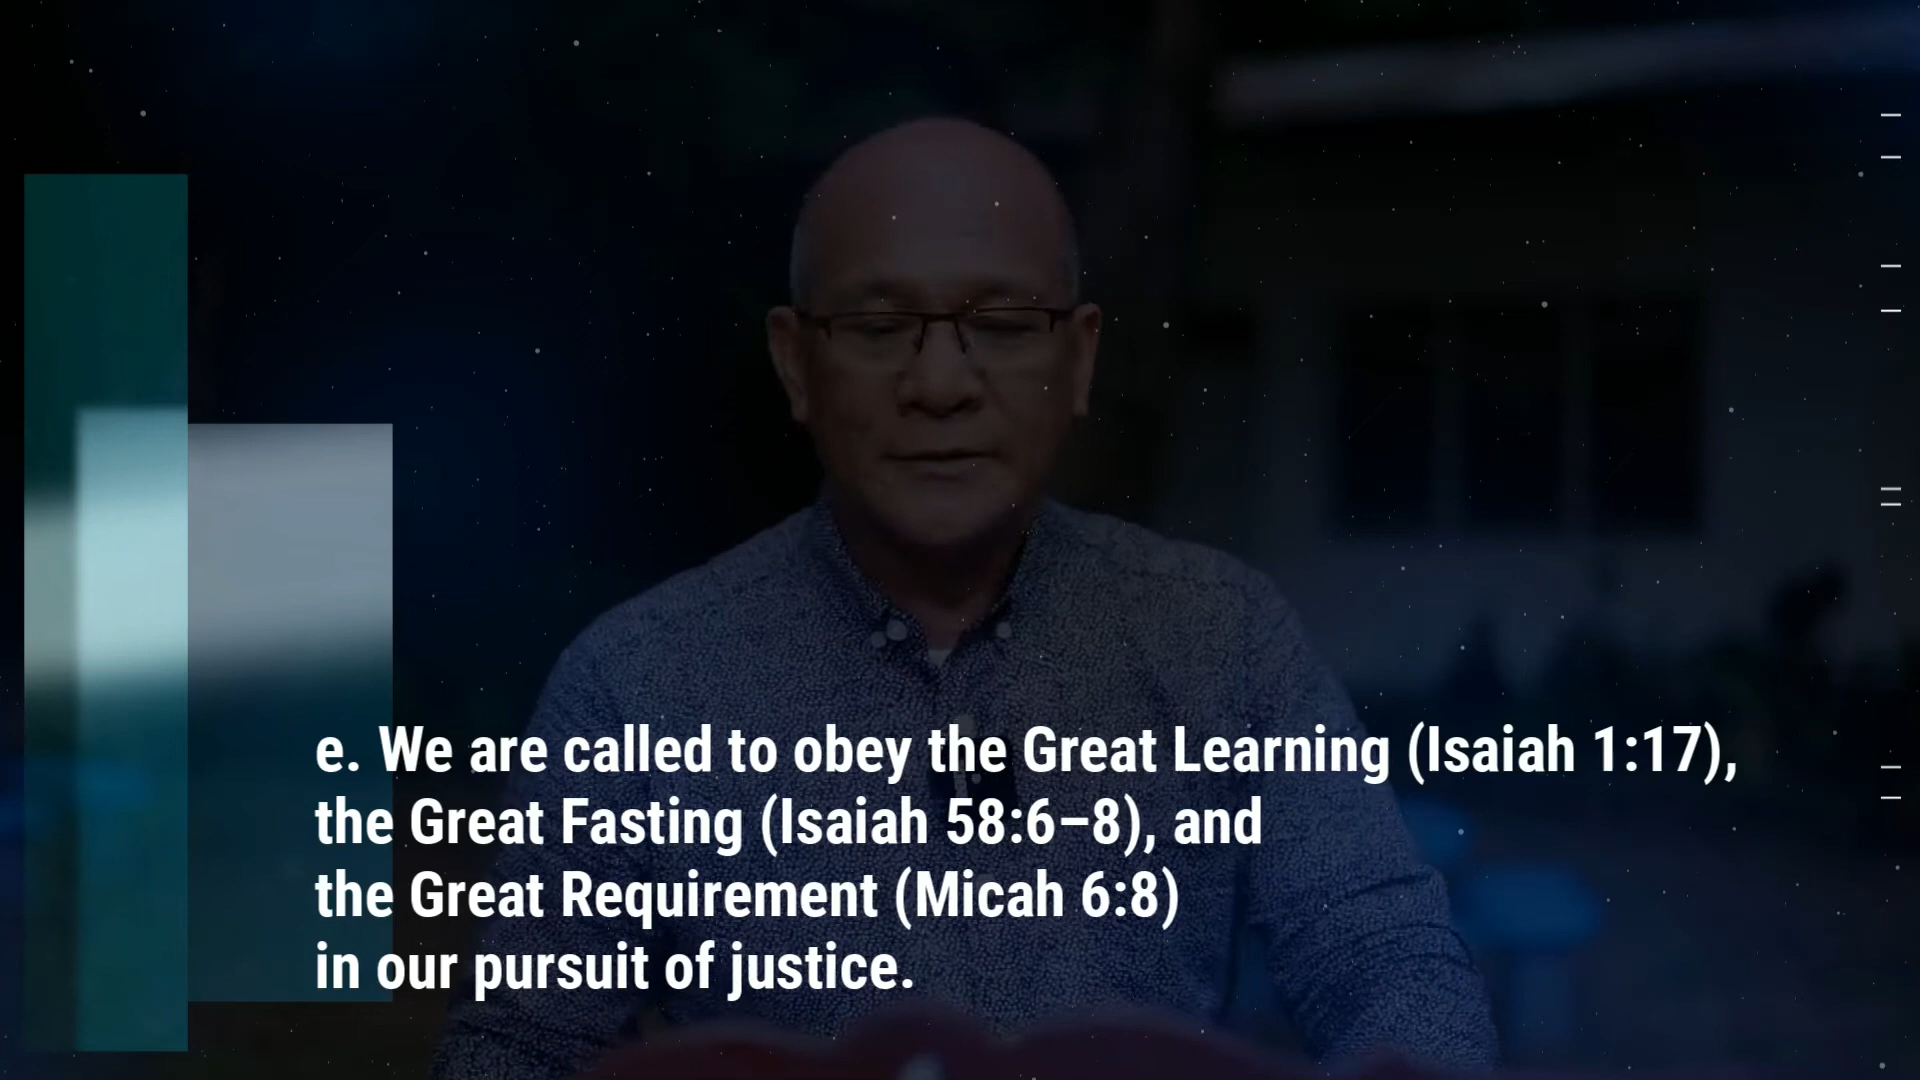 e. We are called to obey the Great Learning (Isaiah 1:17),
the Great Fasting (Isaiah 58:6–8), and
the Great Requirement (Micah 6:8)
in our pursuit of justice.